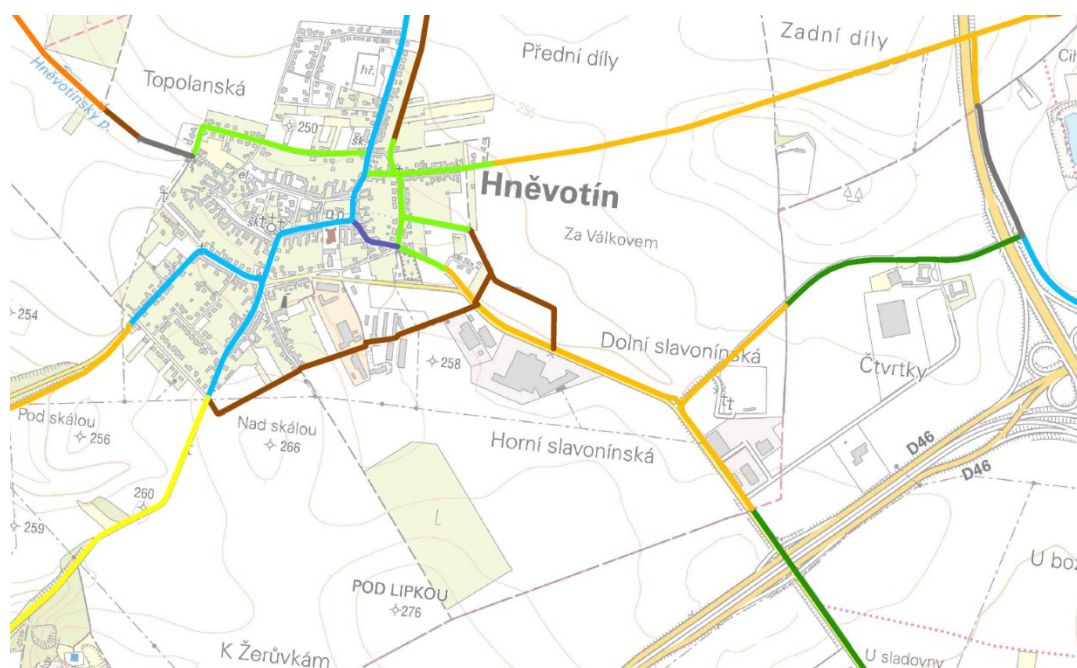 Zadní díly
Přední díly
hř.
Topolanská
Hněvotínský p.
255
250
šk.
Hněvotín
Za Válkovem
254
258
Dolní slavonínská
Čtvrtky
Pod skálou
256
Nad skálou
266
Horní slavonínská
D46
D46
260
259
L
POD LIPKOU
276
K Žerůvkám
U sladovny